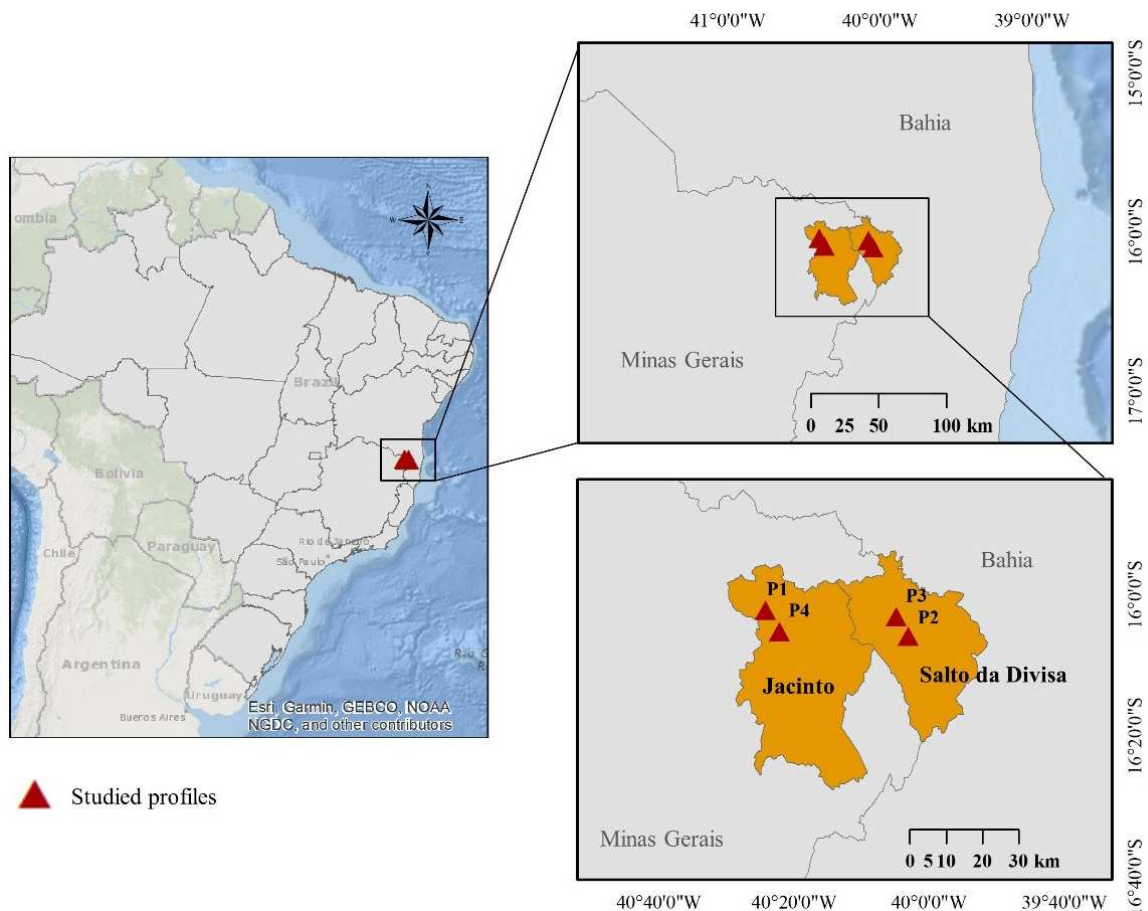 41°0'0"W 40°0'0"W 39°0'0"W
15°0'0"S
16°0'0"S
17°0'0"S
Bahia
Minas Gerais
0 25 50 100 km
ombia
N
W E
Brazil
Bolivia
Paraguay
Chile
Rio de Janeiro
São Paulo
Argentina
Uruguay
Buenos Aires
Esri, Garmin, GEBCO, NOAA
NGDC, and other contributors
Studied profiles
Bahia
P1
P4
P3
P2
Jacinto
Salto da Divisa
Minas Gerais
0 5 10 20 30 km
16°0'0"S
16°20'0"S
16°40'0"S
40°40'0"W 40°20'0"W 40°0'0"W 39°40'0"W